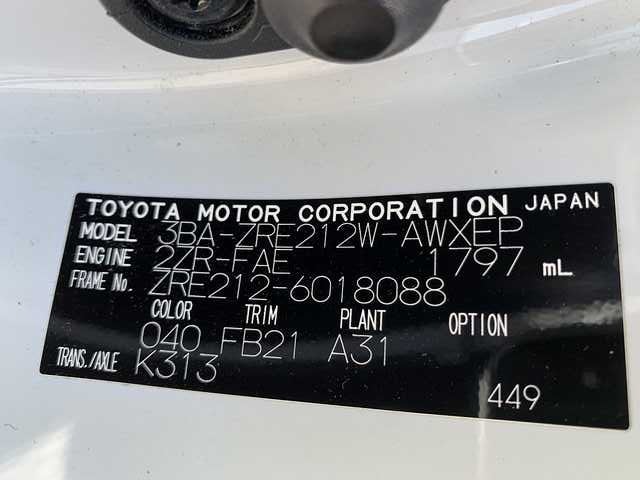 TOYOTA MOTOR CORPORATION JAPAN
MODEL 3BA-ZRE212W-AWXEP
ENGINE 2ZR-FAE 1797 mL
FRAME No. ZRE212-6018088
COLOR TRIM PLANT OPTION
040 FB21 A31
TRANS./AXLE K313
449